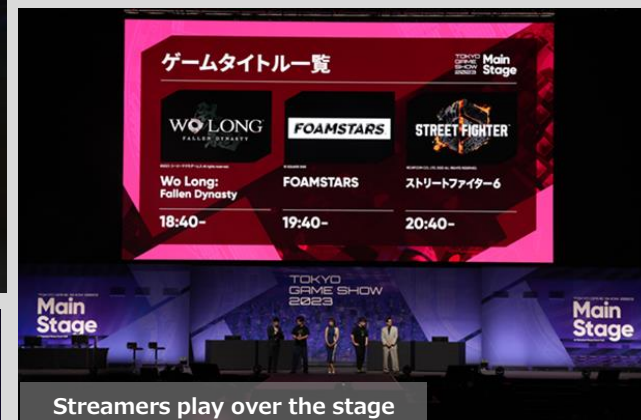 ゲームタイトル一覧
TOKYO GAME SHOW 2023
Main Stage
WO LONG
FALLEN DYNASTY
FOAMSTARS
STREET FIGHTER
Wo Long:
Fallen Dynasty
FOAMSTARS
ストリートファイター6
18:40-
19:40-
20:40-
TOKYO
GAME SHOW
2023
Main
Stage
Main
Stage
Streamers play over the stage